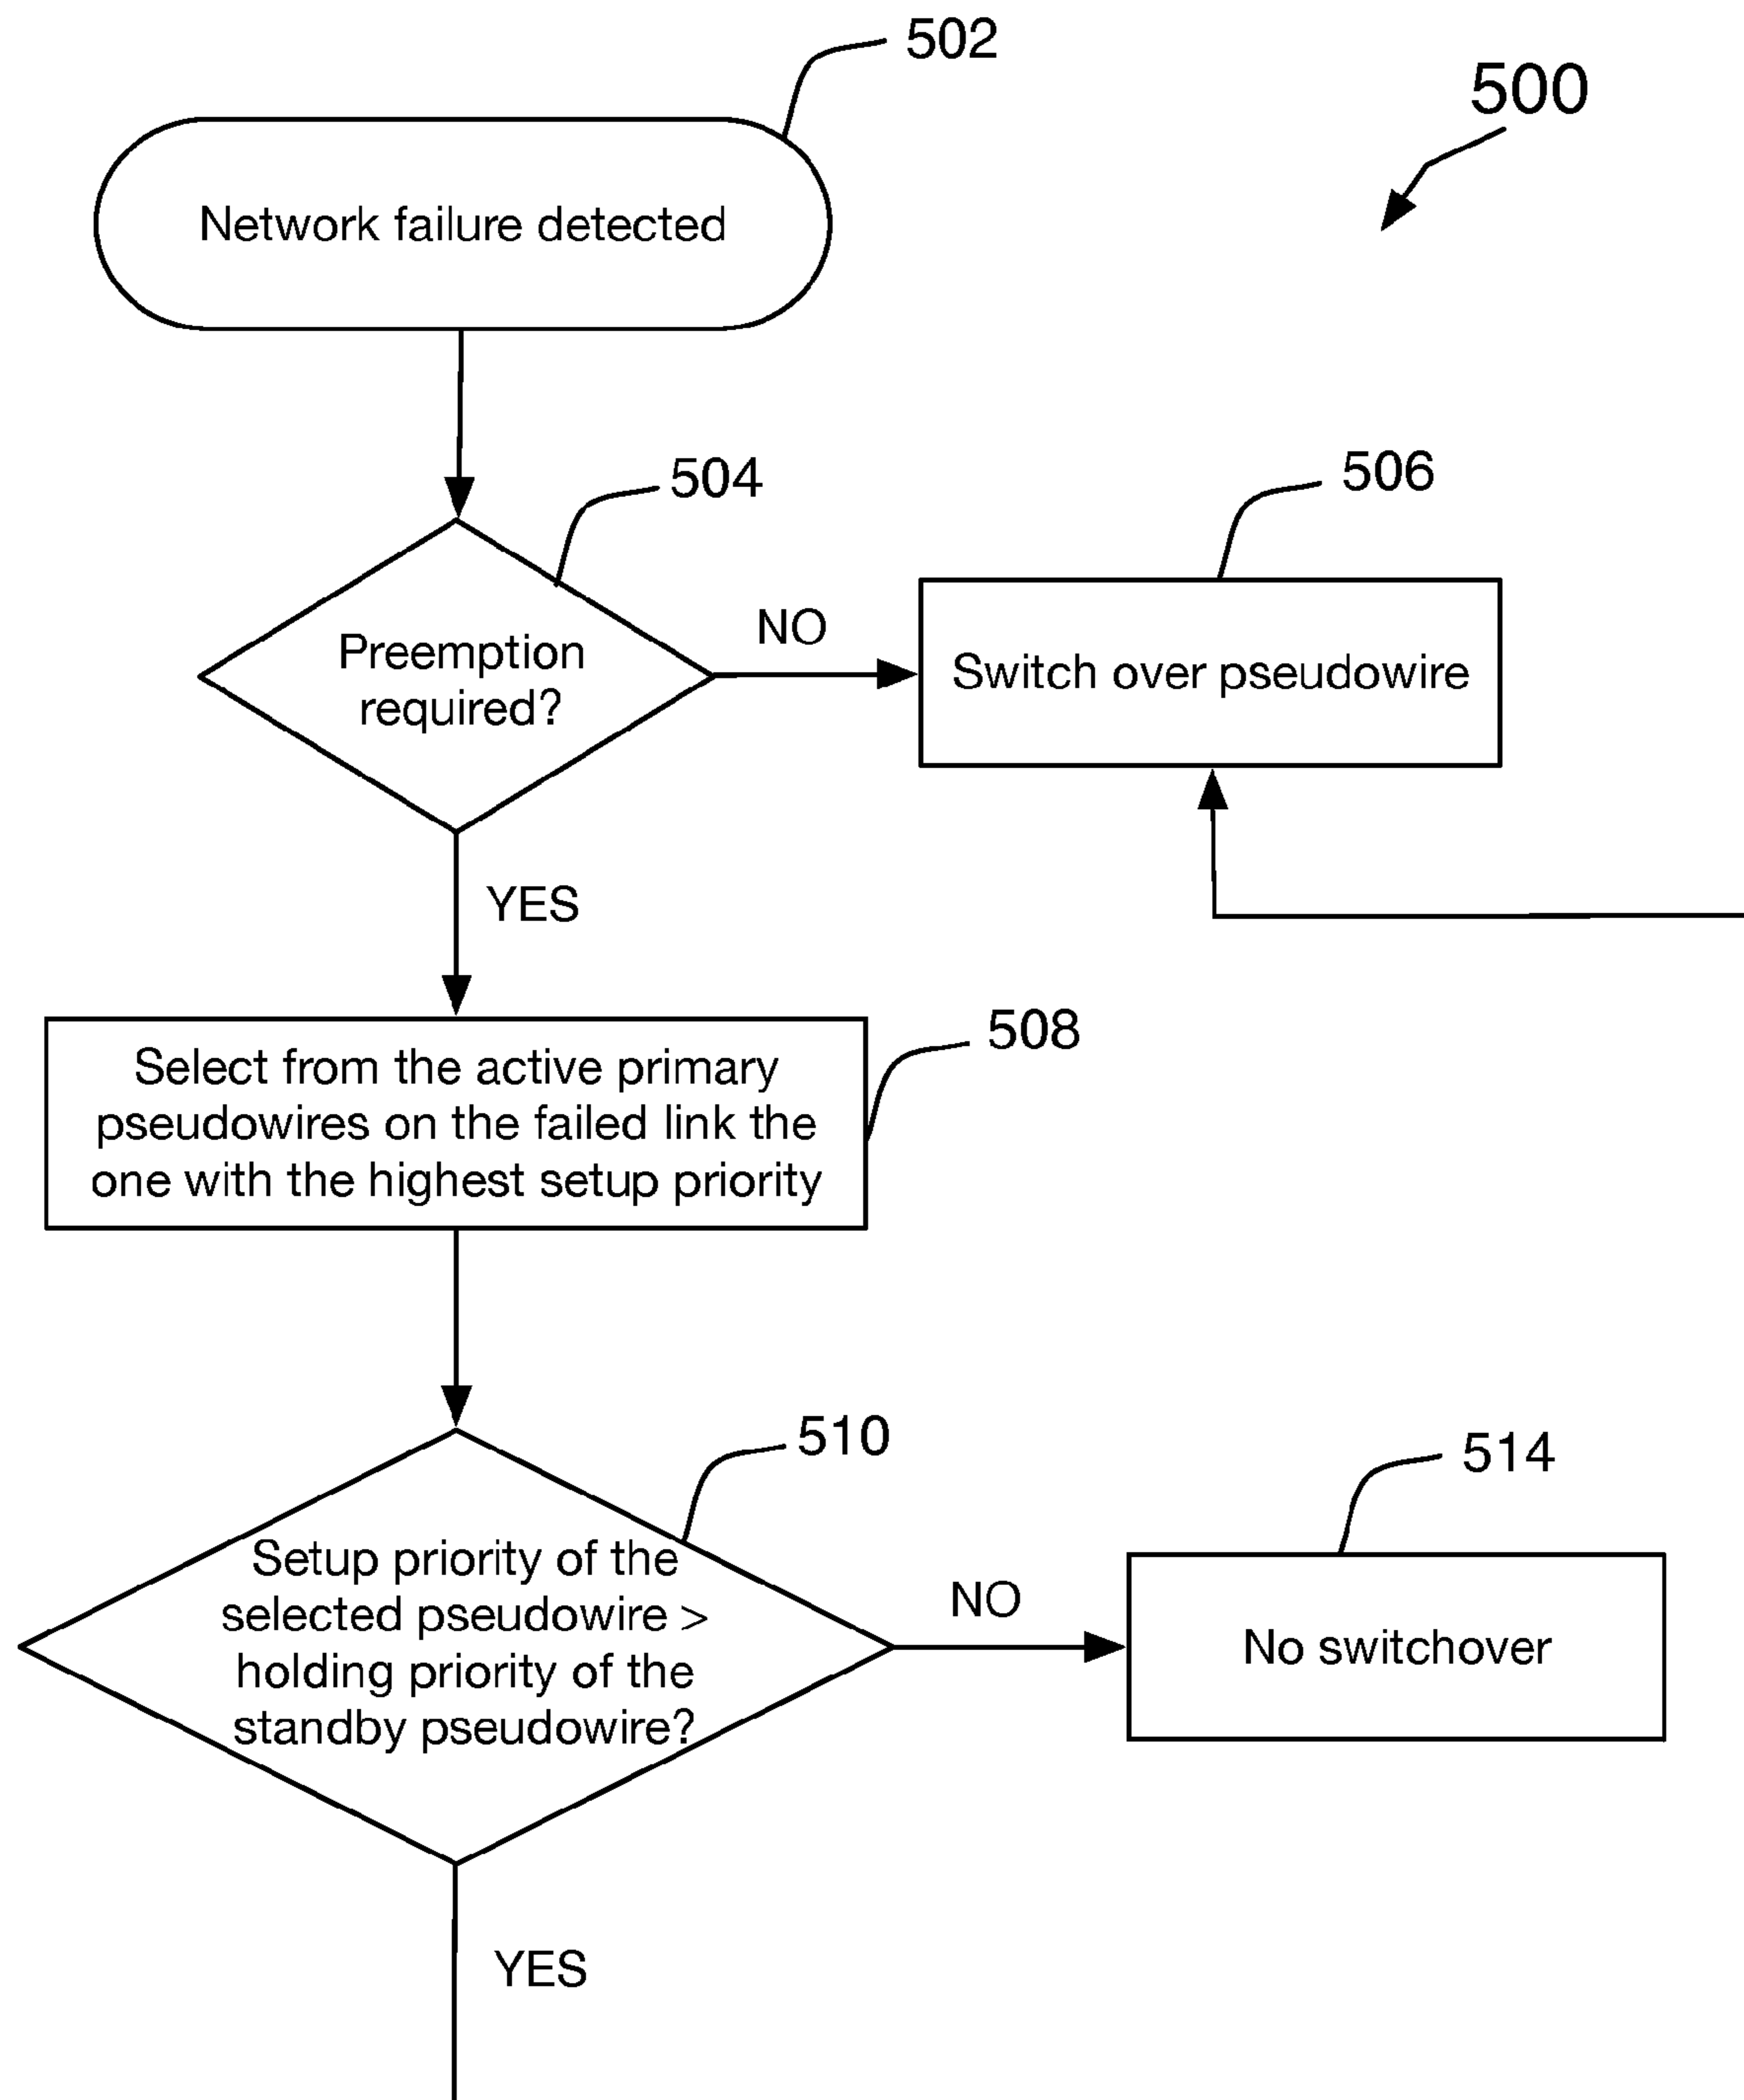 502
500
Network failure detected
504
506
Preemption
required?
NO
Switch over pseudowire
YES
508
Select from the active primary
pseudowires on the failed link the
one with the highest setup priority
510
514
Setup priority of the
selected pseudowire >
holding priority of the
standby pseudowire?
NO
No switchover
YES